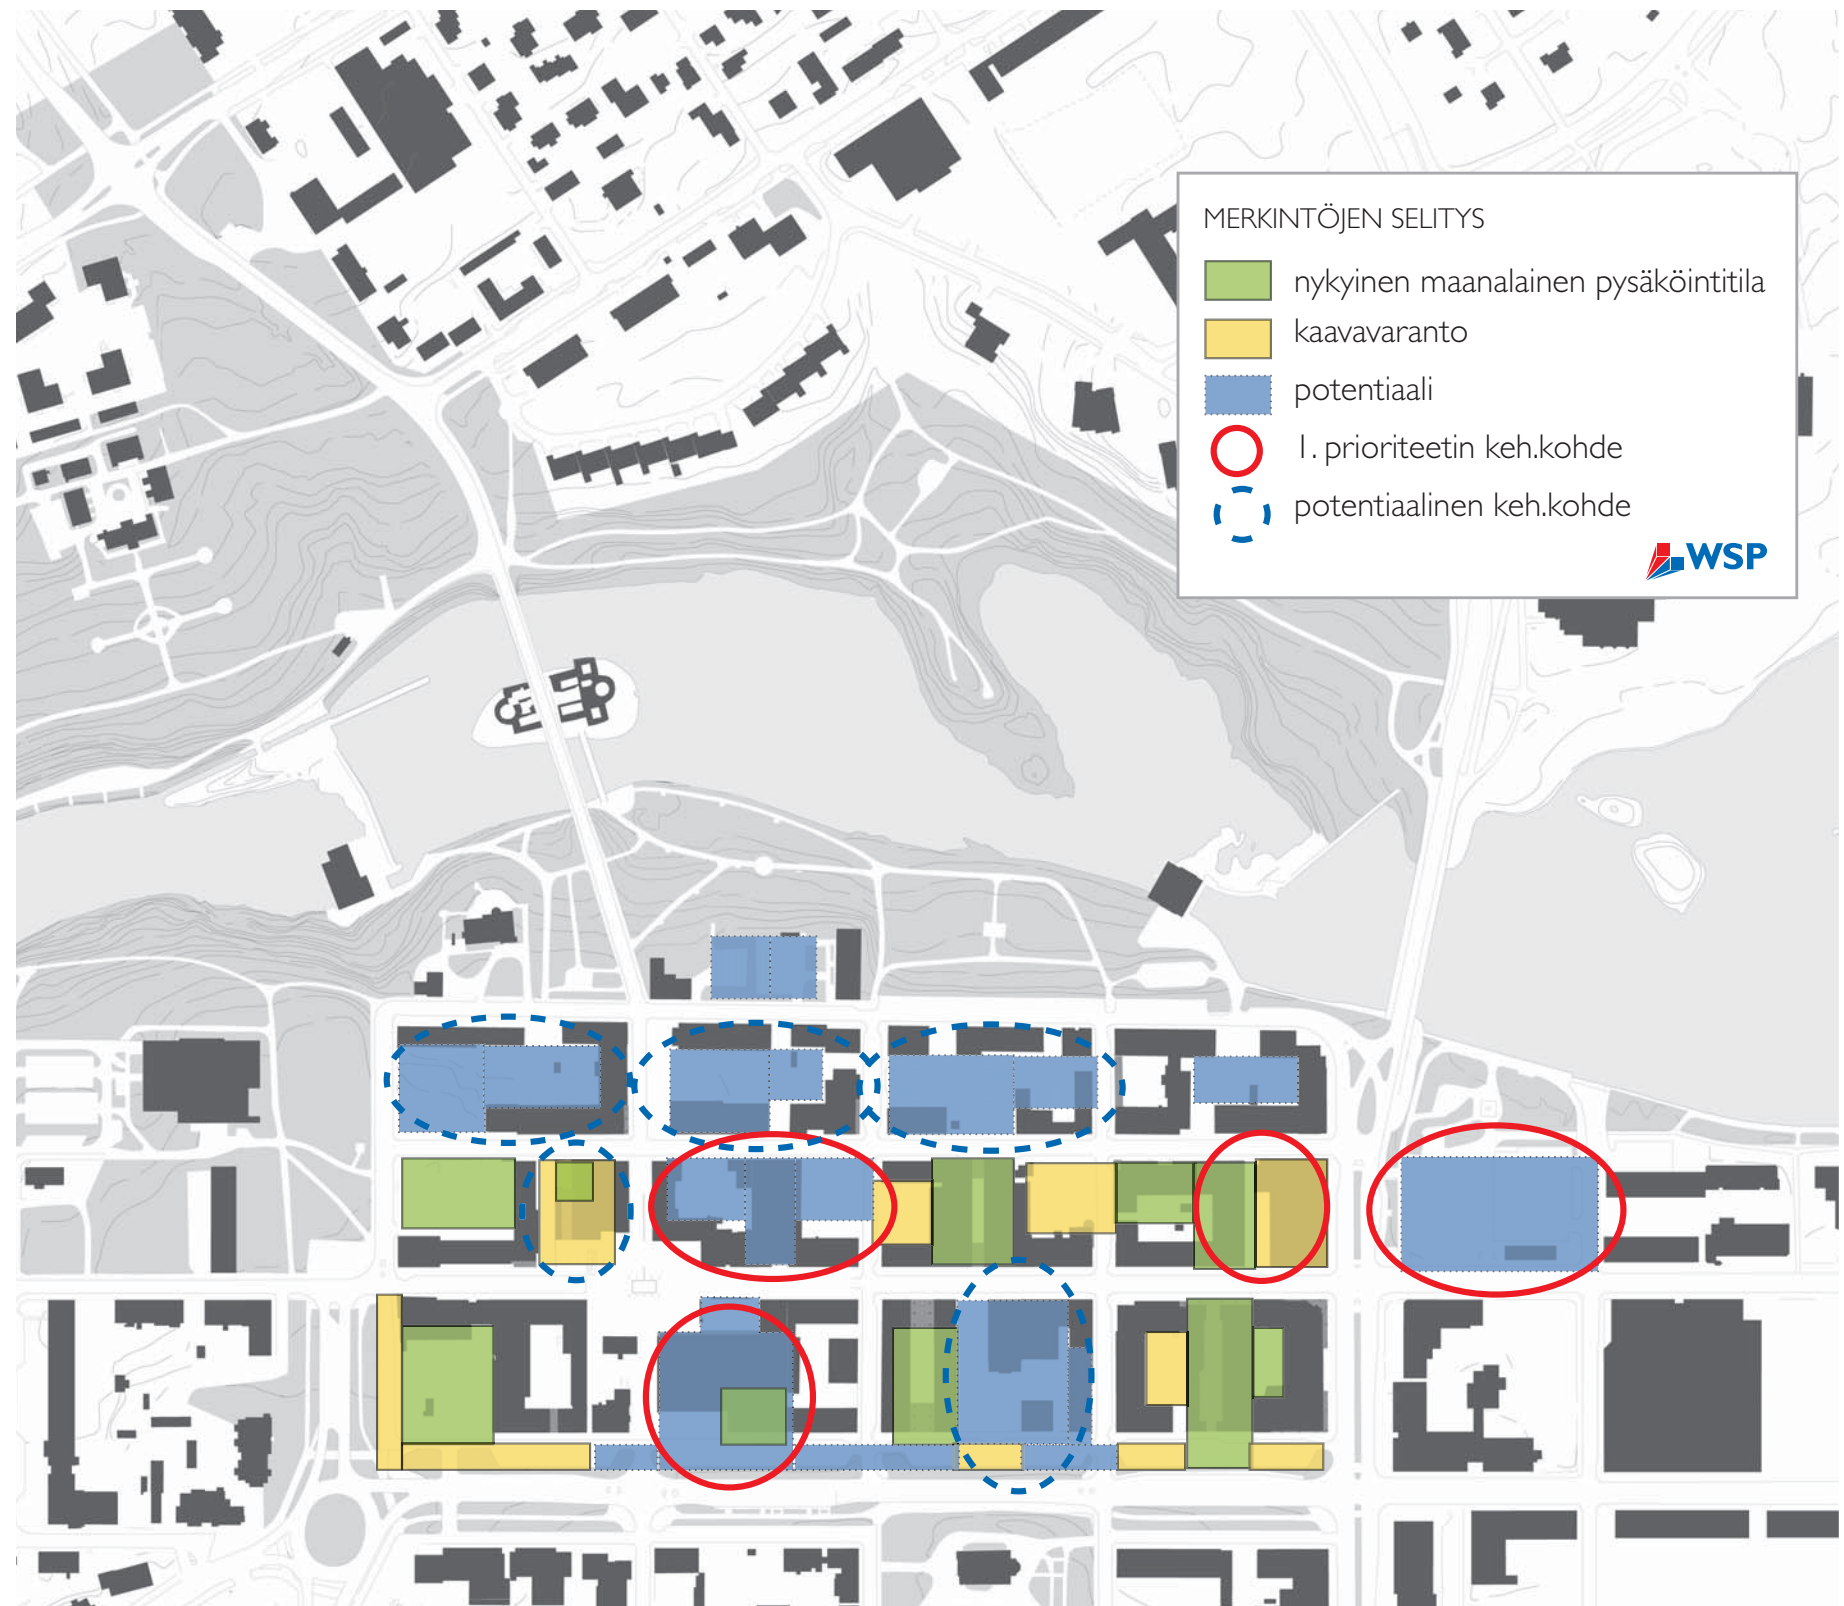 MERKINTÖJEN SELITYS
nykyinen maanalainen pysäköintitila
kaavavaranto
potentiaali
1. prioriteetin keh.kohde
potentiaalinen keh.kohde
WSP